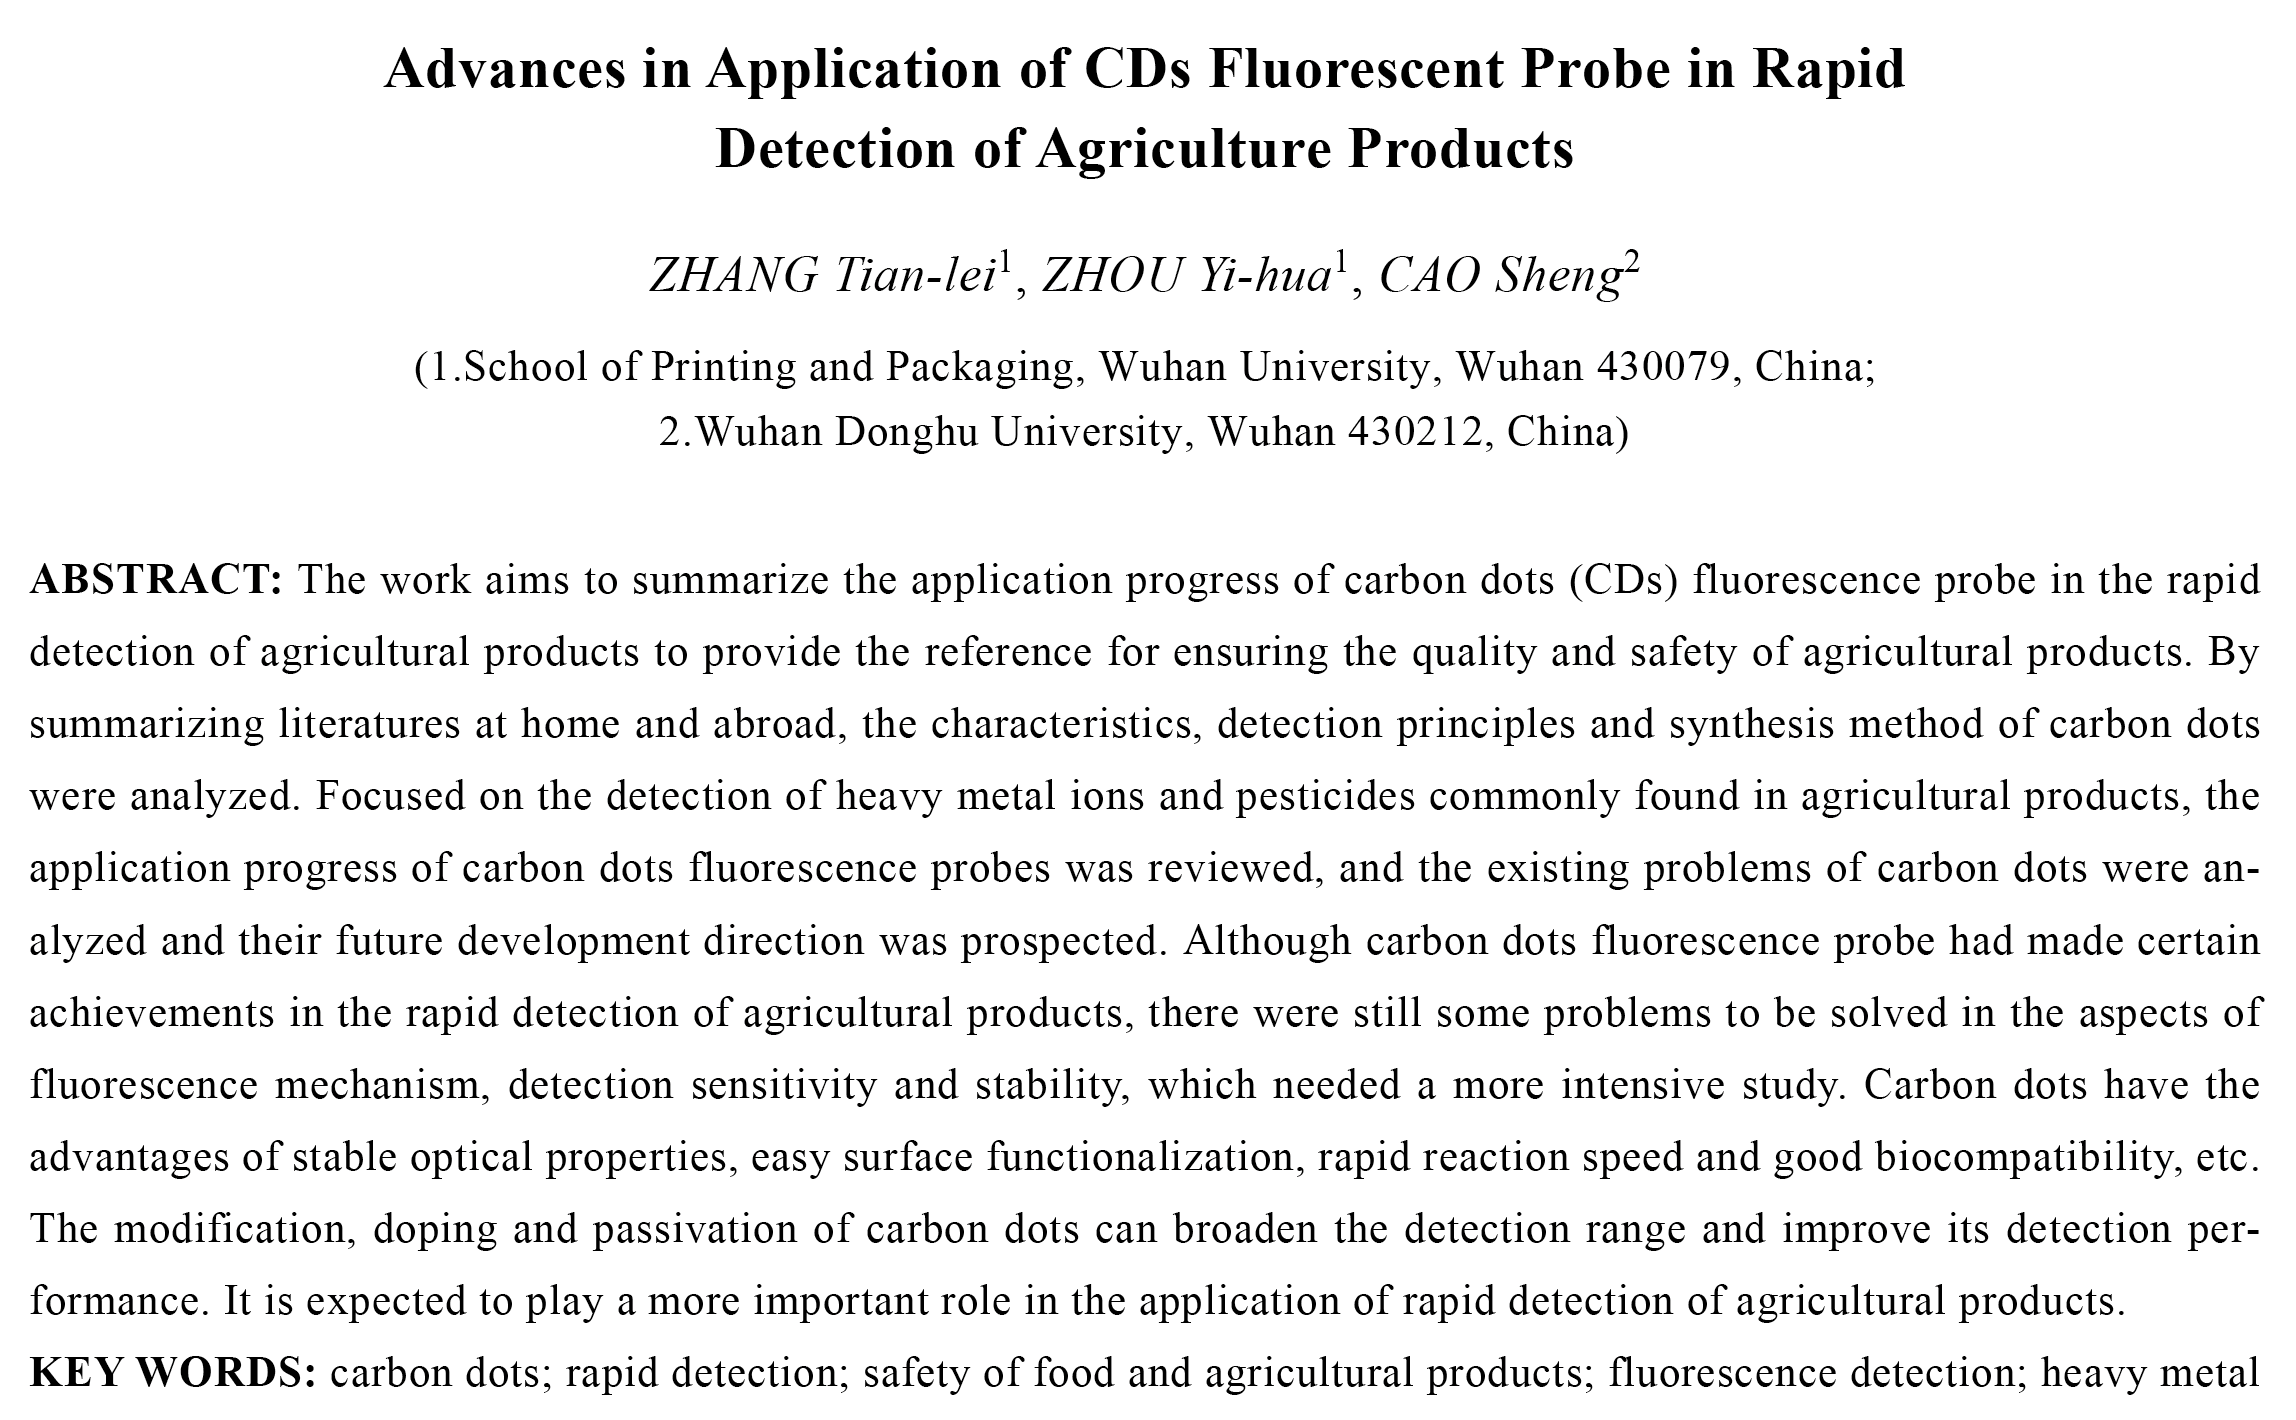 Advances in Application of CDs Fluorescent Probe in Rapid
Detection of Agriculture Products
ZHANG Tian-lei1, ZHOU Yi-hua1, CAO Sheng2
(1.School of Printing and Packaging, Wuhan University, Wuhan 430079, China;
2.Wuhan Donghu University, Wuhan 430212, China)
ABSTRACT: The work aims to summarize the application progress of carbon dots (CDs) fluorescence probe in the rapid
detection of agricultural products to provide the reference for ensuring the quality and safety of agricultural products. By
summarizing literatures at home and abroad, the characteristics, detection principles and synthesis method of carbon dots
were analyzed. Focused on the detection of heavy metal ions and pesticides commonly found in agricultural products, the
application progress of carbon dots fluorescence probes was reviewed, and the existing problems of carbon dots were an-
alyzed and their future development direction was prospected. Although carbon dots fluorescence probe had made certain
achievements in the rapid detection of agricultural products, there were still some problems to be solved in the aspects of
fluorescence mechanism, detection sensitivity and stability, which needed a more intensive study. Carbon dots have the
advantages of stable optical properties, easy surface functionalization, rapid reaction speed and good biocompatibility, etc.
The modification, doping and passivation of carbon dots can broaden the detection range and improve its detection per-
formance. It is expected to play a more important role in the application of rapid detection of agricultural products.
KEY WORDS: carbon dots; rapid detection; safety of food and agricultural products; fluorescence detection; heavy metal